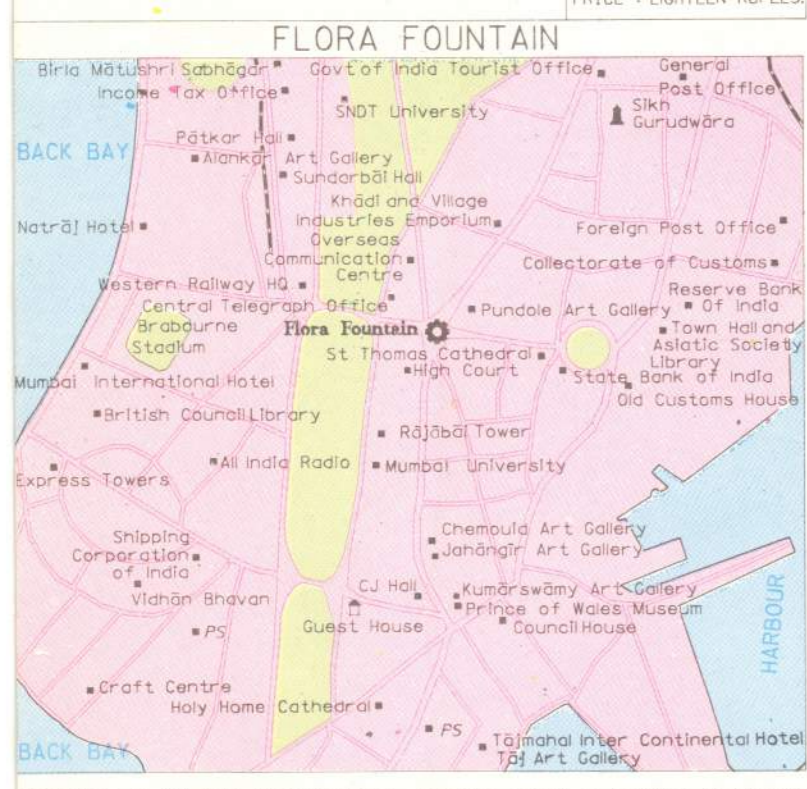 PRICE : EIGHTEEN RUPEES.
FLORA FOUNTAIN
Birla Mātushri Sabhāgar
Govt of India Tourist Office
General
Post Office
Income Tax Office
SNDT University
Sikh
Gurudwāra
Pātkar Hall
BACK BAY
Alankār Art Gallery
Sundarbāi Hall
Khādi and Village
Industries Emporium
Natrāj Hotel
Foreign Post Office
Overseas
Communication
Centre
Collectorate of Customs
Western Railway HQ
Reserve Bank
Of India
Central Telegraph Office
Pundole Art Gallery
Brabourne
Stadium
Flora Fountain
Town Hall and
Asiatic Society
Library
St Thomas Cathedral
High Court
State Bank of India
Mumbai International Hotel
Old Customs House
British Council Library
Rājābāi Tower
All India Radio
Mumbai University
Express Towers
Chemould Art Gallery
Jahāngīr Art Gallery
Shipping
Corporation
of India
Vidhān Bhavan
CJ Hall
Kumārswāmy Art Gallery
Prince of Wales Museum
Guest House
Council House
PS
HARBOUR
Craft Centre
Holy Home Cathedral
PS
BACK BAY
Tājmahal Inter Continental Hotel
Tāj Art Gallery